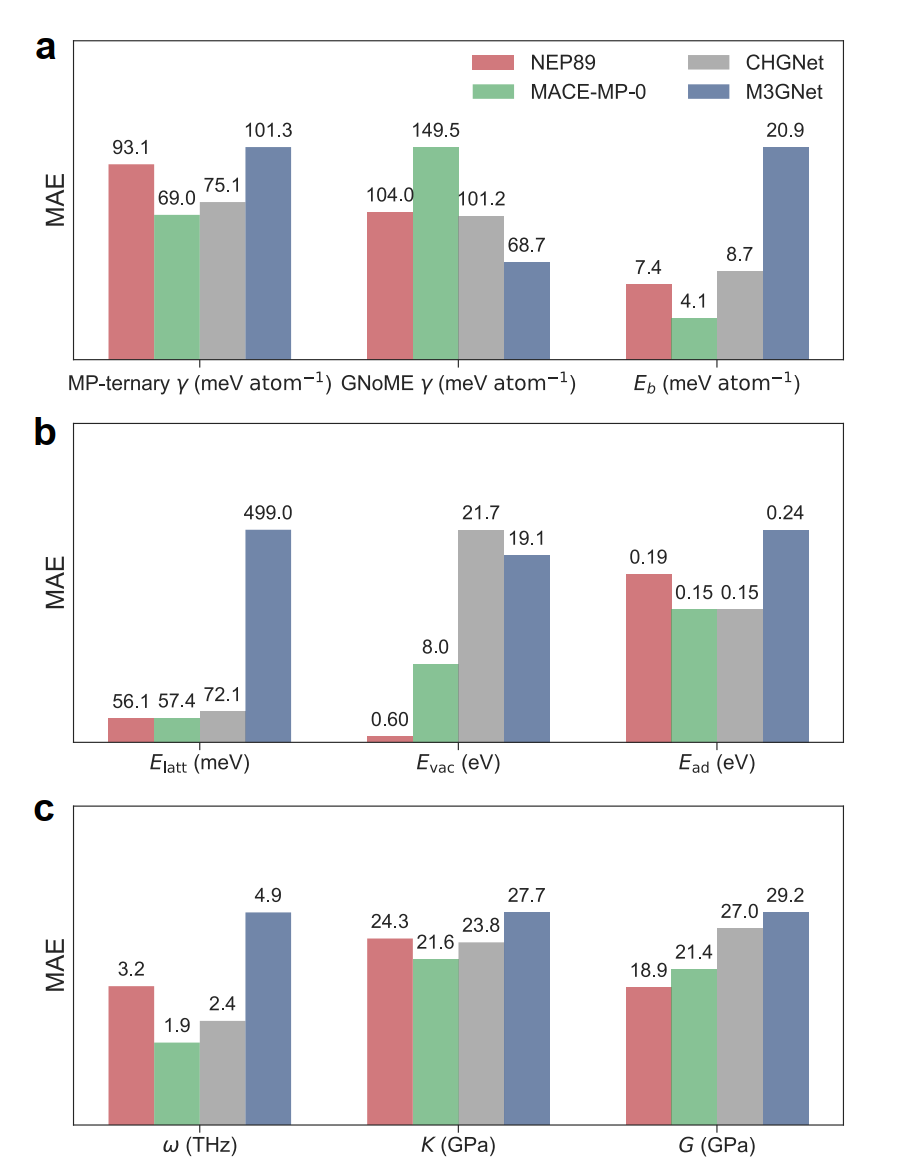 a
NEP89 CHGNet
MACE-MP-0 M3GNet
MAE
93.1 69.0 75.1 101.3 104.0 149.5 101.2 68.7 7.4 4.1 8.7 20.9
MP-ternary γ (meV atom⁻¹) GNoME γ (meV atom⁻¹) E_b (meV atom⁻¹)
b
MAE
56.1 57.4 72.1 499.0 0.60 8.0 21.7 19.1 0.19 0.15 0.15 0.24
E_latt (meV) E_vac (eV) E_ad (eV)
c
MAE
3.2 1.9 2.4 4.9 24.3 21.6 23.8 27.7 18.9 21.4 27.0 29.2
ω (THz) K (GPa) G (GPa)